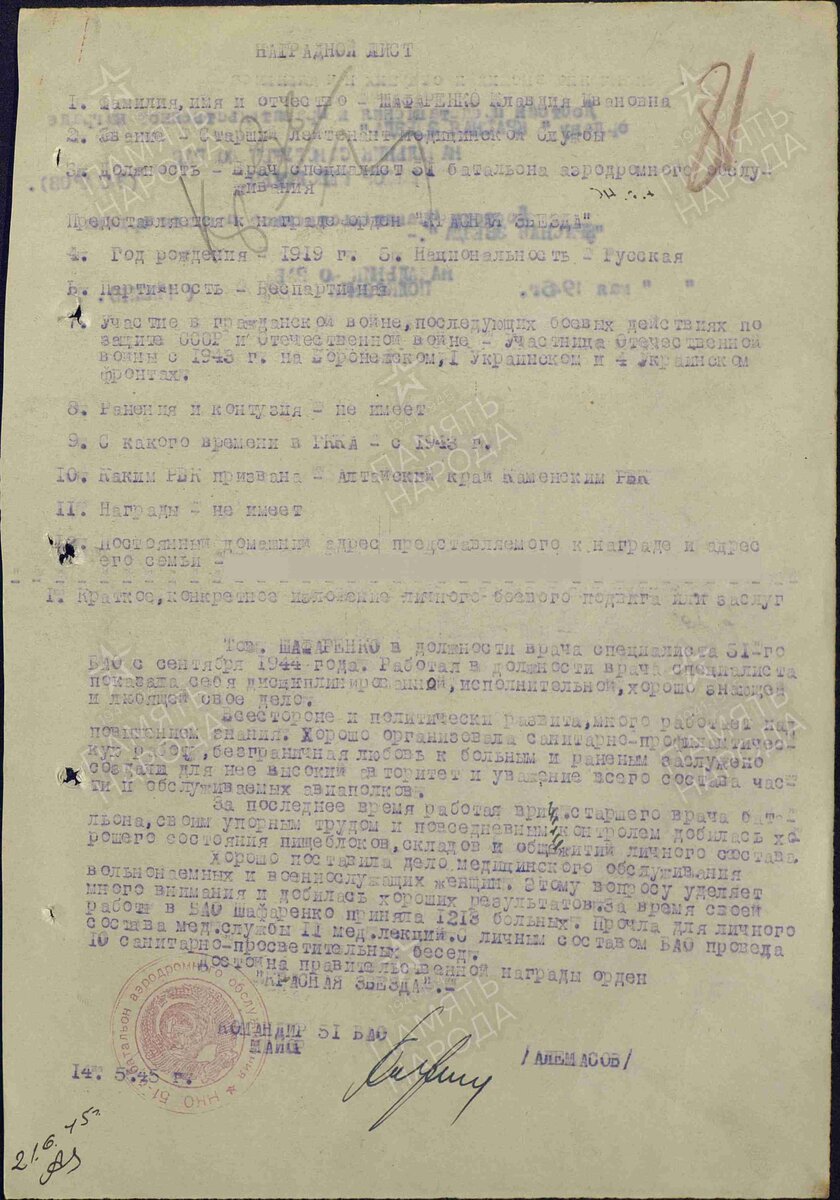 НАГРАДНОЙ ЛИСТ
81
1. Фамилия, имя и отчество - ШАФАРЕНКО Клавдия Ивановна
2. Звание - Старший лейтенант медицинской службы
3. Должность - Врач специалист 51 батальона аэродромного обслу-
живания
Представляется к награде орден "КРАСНАЯ ЗВЕЗДА"
4. Год рождения - 1919 г. 5. Национальность - Русская
6. Партийность - Беспартийная
7. Участие в гражданской войне, последующих боевых действиях по
защите СССР и отечественной войне - Участница Отечественной
войны с 1943 г. на Воронежском, I Украинском и 4 Украинском
фронтах.
8. Ранения и контузия - не имеет
9. С какого времени в РККА - с 1943 г.
10. Каким РВК призвана - Алтайский край Каменским РВК
11. Награды - не имеет
12. Постоянный домашний адрес представляемого к награде и адрес
его семьи -
1. Краткое, конкретное изложение личного боевого подвига или заслуг
Тов. ШАФАРЕНКО в должности врача специалиста 51-го
БАО с сентября 1944 года. Работая в должности врача специалиста
показала себя дисциплинированной, исполнительной, хорошо знающей
и любящей свое дело.
Всестороне и политически развита, много работает над
повышением знания. Хорошо организовала санитарно-профилактичес-
кую работу, безграничная любовь к больным и раненым заслужено
создали для нее высокий авторитет и уважение всего состава час-
ти и обслуживаемых авиаполков.
За последнее время работая врид.старшего врача бата-
льона, своим упорным трудом и повседневным контролем добилась хо
рошего состояния пищеблоков, складов и общежитий личного состава.
Хорошо поставила дело медицинского обслуживания
вольнонаемных и военнослужащих женщин. Этому вопросу уделяет
много внимания и добилась хороших результатов. За время своей
работы в БАО Шафаренко приняла 1213 больных. Прочла для личного
состава мед.службы 11 мед.лекций. С личным составом БАО проведа
10 санитарно-просветительных бесед.
Достойна правительственной награды орден
"КРАСНАЯ ЗВЕЗДА".-
КОМАНДИР 51 БАО
МАЙОР /АЛЕМАСОВ/
14. 5.45 г.
НКО 51 батальон аэродромного обслуживания
21.6.45г.
ПАМЯТЬ НАРОДА